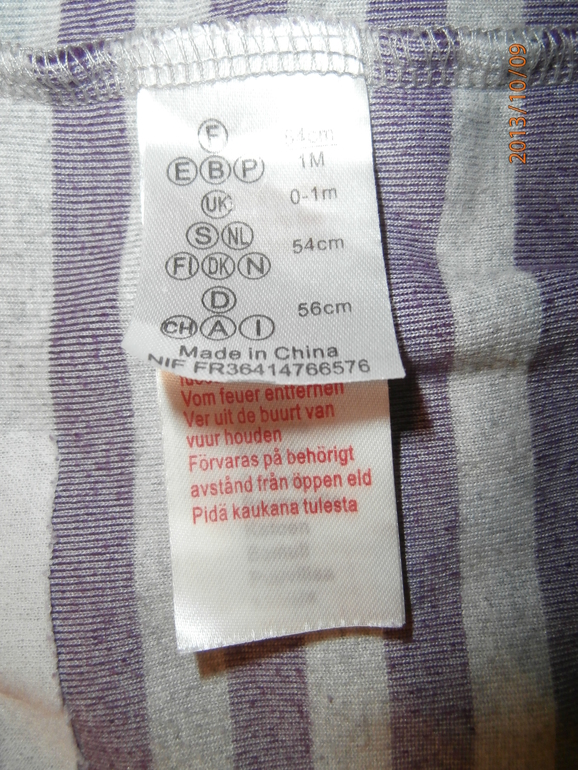 F 54cm
E B P 1M
UK 0-1m
S NL 54cm
FI DK N
D 56cm
CH A I
Made in China
NIF FR36414766576
Vom feuer entfernen
Ver uit de buurt van
vuur houden
Förvaras på behörigt
avstånd från öppen eld
Pidä kaukana tulesta
2013/10/09